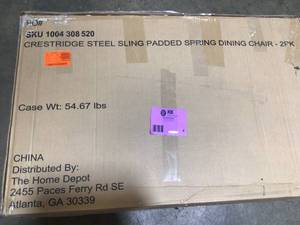 PO#
SKU 1004 308 520
CRESTRIDGE STEEL SLING PADDED SPRING DINING CHAIR - 2PK
Case Wt: 54.67 lbs
CHINA
Distributed By:
The Home Depot
2455 Paces Ferry Rd SE
Atlanta, GA 30339